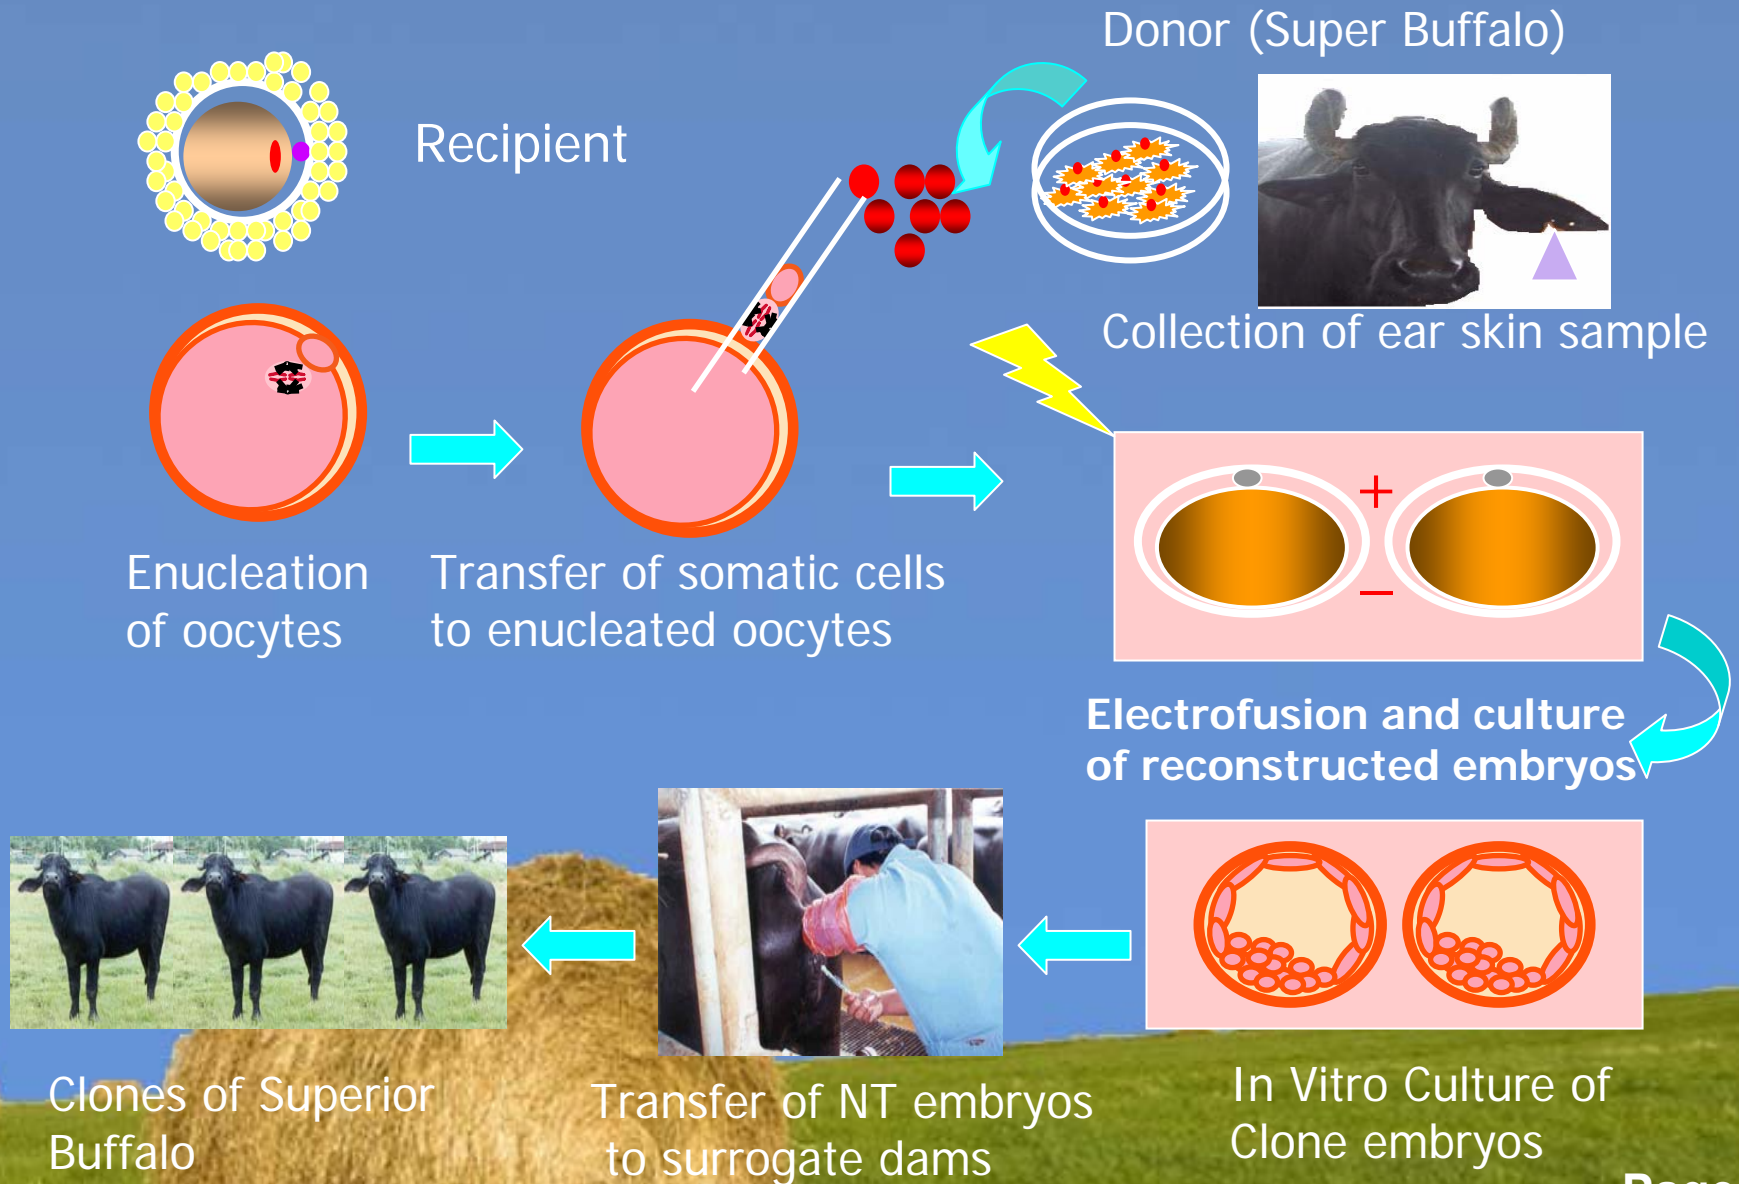 Donor (Super Buffalo)
Recipient
Collection of ear skin sample
Enucleation
of oocytes
Transfer of somatic cells
to enucleated oocytes
+
−
Electrofusion and culture
of reconstructed embryos
Clones of Superior
Buffalo
Transfer of NT embryos
to surrogate dams
In Vitro Culture of
Clone embryos
Page